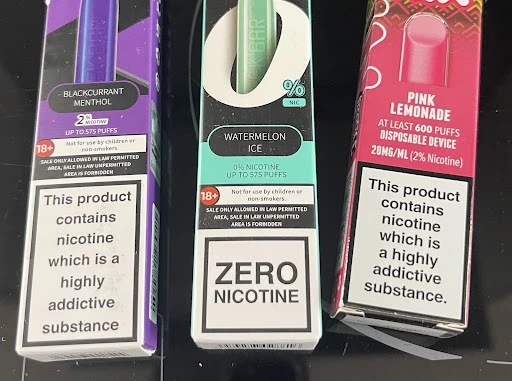 BLACKCURRANT
MENTHOL
2% NICOTINE
UP TO 575 PUFFS
18+
Not for use by children or
non-smokers.
SALE ONLY ALLOWED IN LAW PERMITTED
AREA, SALE IN LAW UNPERMITTED
AREA IS FORBIDDEN
This product
contains
nicotine
which is a
highly
addictive
substance
BAR
0%
NIC
WATERMELON
ICE
0% NICOTINE
UP TO 575 PUFFS
18+
Not for use by children or
non-smokers.
SALE ONLY ALLOWED IN LAW PERMITTED
AREA, SALE IN LAW UNPERMITTED
AREA IS FORBIDDEN
ZERO
NICOTINE
PINK
LEMONADE
AT LEAST 600 PUFFS
DISPOSABLE DEVICE
20MG/ML (2% Nicotine)
This product
contains
nicotine
which is
a highly
addictive
substance.